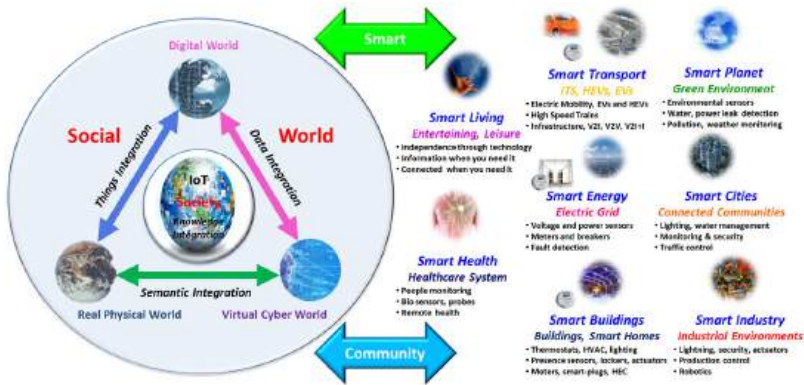 Digital World
Social World
Things Integration
Data Integration
IoT
Society
Knowledge
Integration
Semantic Integration
Real Physical World
Virtual Cyber World
Smart
Community
Smart Living
Entertaining, Leisure
• Independence through technology
• Information when you need it
• Connected when you need it
Smart Health
Healthcare System
• People monitoring
• Bio sensors, probes
• Remote health
Smart Transport
ITS, HEVs, EVs
• Electric Mobility, EVs and HEVs
• High Speed Trains
• Infrastructure, V2I, V2V, V2I+I
Smart Energy
Electric Grid
• Voltage and power sensors
• Meters and breakers
• Fault detection
Smart Buildings
Buildings, Smart Homes
• Thermostats, HVAC, lighting
• Presence sensors, lockers, actuators
• Meters, smart-plugs, HEC
Smart Planet
Green Environment
• Environmental sensors
• Water, power leak detection
• Pollution, weather monitoring
Smart Cities
Connected Communities
• Lighting, water management
• Monitoring & security
• Traffic control
Smart Industry
Industrial Environments
• Lightning, security, actuators
• Production control
• Robotics